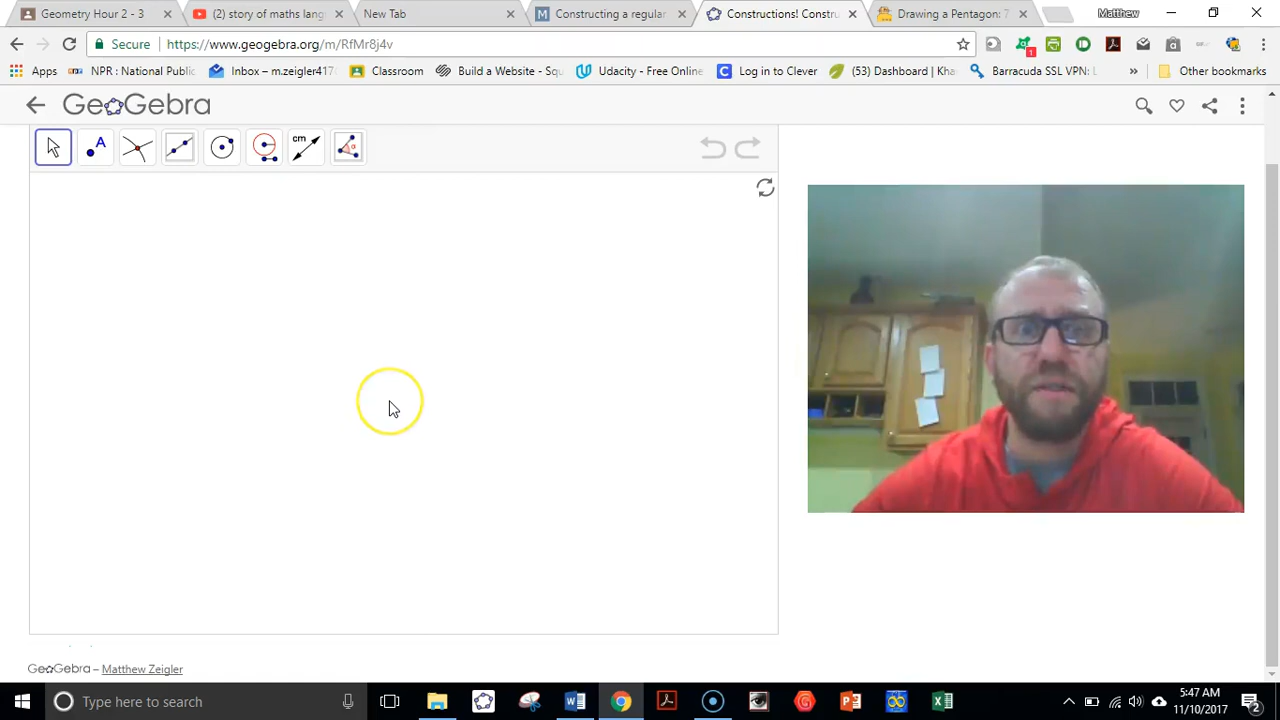 Geometry Hour 2 - 3
(2) story of maths lang
New Tab
Constructing a regular
Constructions! Constru
Drawing a Pentagon: 7
Matthew
Secure
https://www.geogebra.org/m/RfMr8j4v
Apps
NPR : National Public
Inbox – m.zeigler417
Classroom
Build a Website - Squ
Udacity - Free Online
Log in to Clever
(53) Dashboard | Kha
Barracuda SSL VPN: L
Other bookmarks
GeoGebra
A
cm
α
GeoGebra – Matthew Zeigler
Type here to search
5:47 AM
11/10/2017
2